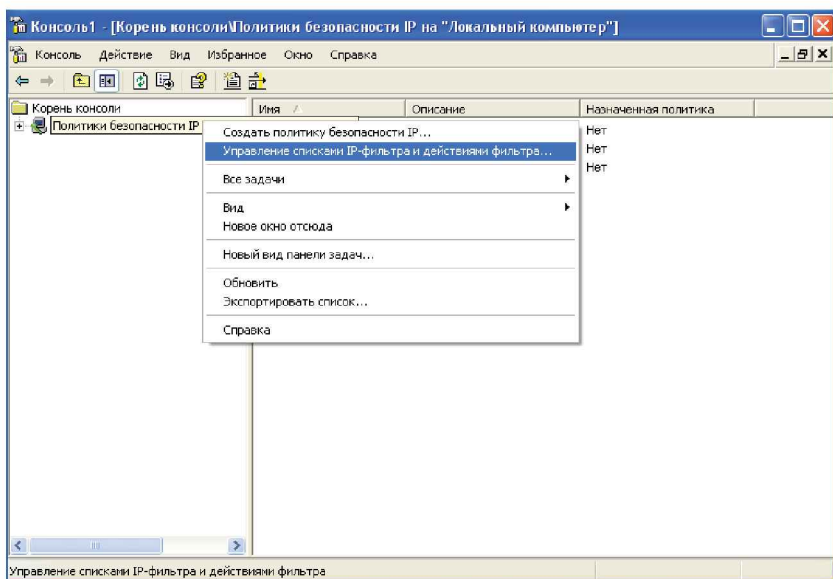 Консоль1 - [Корень консоли\Политики безопасности IP на "Локальный компьютер"]
Консоль Действие Вид Избранное Окно Справка
Корень консоли
Политики безопасности IP
Имя Описание Назначенная политика
Нет
Нет
Нет
Создать политику безопасности IP...
Управление списками IP-фильтра и действиями фильтра...
Все задачи
Вид
Новое окно отсюда
Новый вид панели задач...
Обновить
Экспортировать список...
Справка
Управление списками IP-фильтра и действиями фильтра